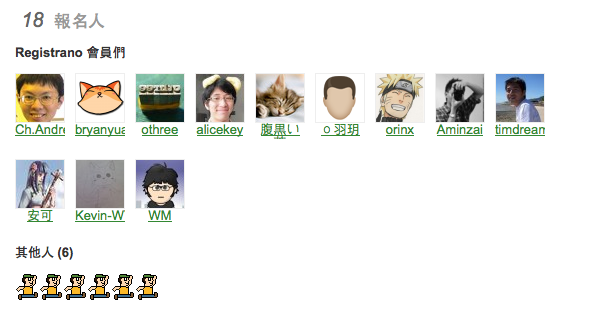 18 報名人
Registrano 會員們
Ch.Andre bryanyua othree alicekey 腹黒い o 羽玥 orinx Aminzai timdream
安可 Kevin-W WM
其他人 (6)